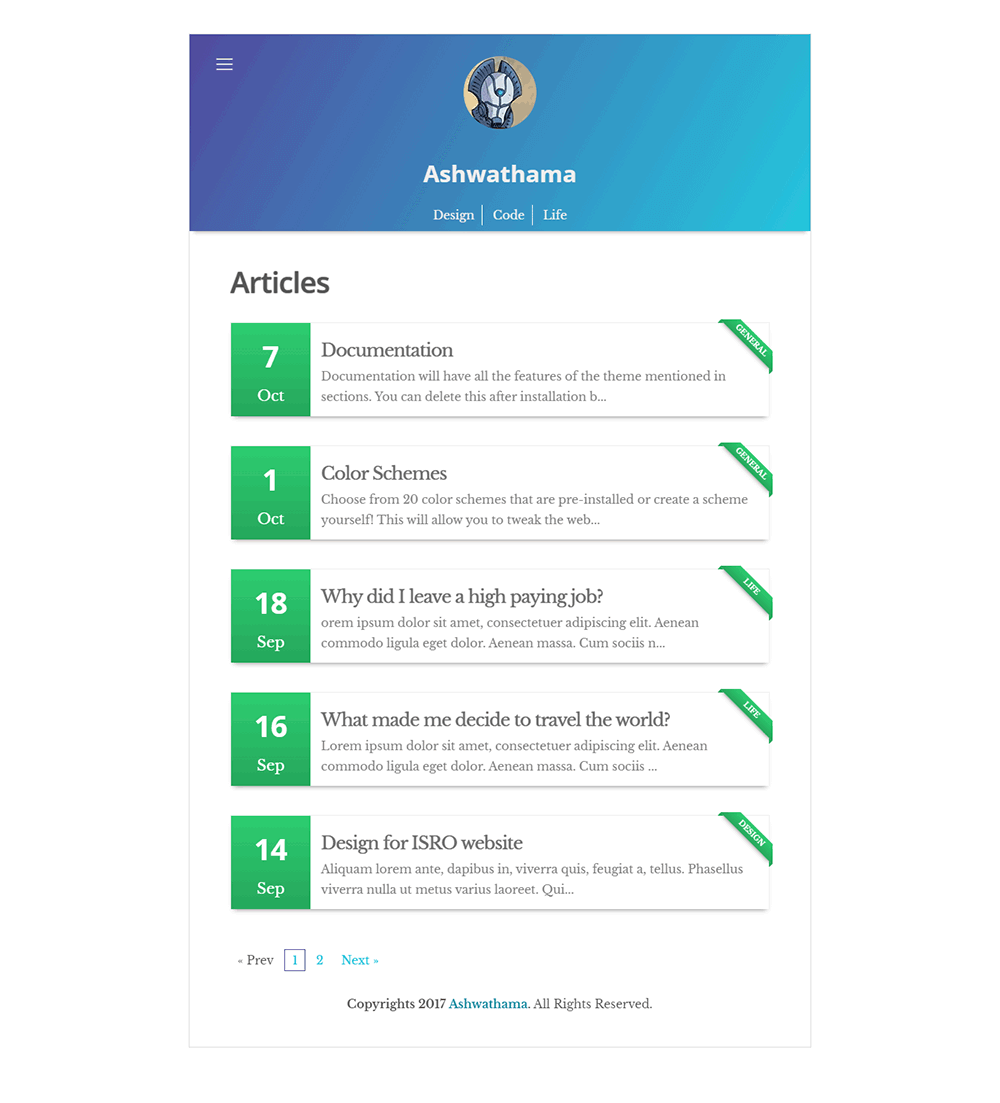 Ashwathama
Design Code Life
Articles
7
Oct
Documentation
Documentation will have all the features of the theme mentioned in
sections. You can delete this after installation b...
GENERAL
1
Oct
Color Schemes
Choose from 20 color schemes that are pre-installed or create a scheme
yourself! This will allow you to tweak the web...
GENERAL
18
Sep
Why did I leave a high paying job?
orem ipsum dolor sit amet, consectetuer adipiscing elit. Aenean
commodo ligula eget dolor. Aenean massa. Cum sociis n...
LIFE
16
Sep
What made me decide to travel the world?
Lorem ipsum dolor sit amet, consectetuer adipiscing elit. Aenean
commodo ligula eget dolor. Aenean massa. Cum sociis ...
LIFE
14
Sep
Design for ISRO website
Aliquam lorem ante, dapibus in, viverra quis, feugiat a, tellus. Phasellus
viverra nulla ut metus varius laoreet. Qui...
DESIGN
« Prev 1 2 Next »
Copyrights 2017 Ashwathama. All Rights Reserved.